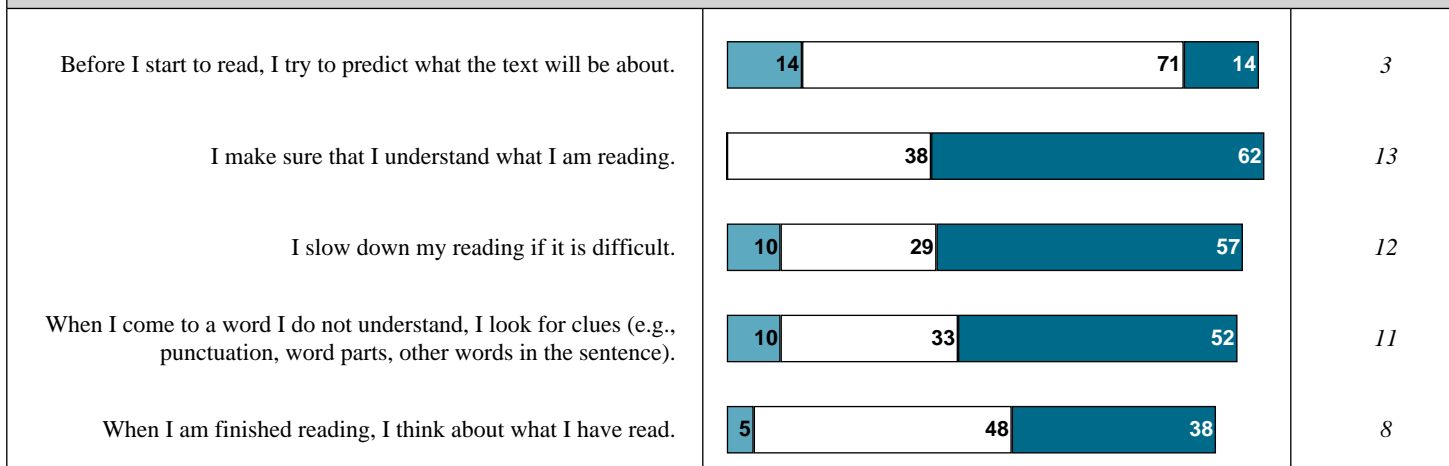 Before I start to read, I try to predict what the text will be about.
14 71 14
3
I make sure that I understand what I am reading.
38 62
13
I slow down my reading if it is difficult.
10 29 57
12
When I come to a word I do not understand, I look for clues (e.g.,
punctuation, word parts, other words in the sentence).
10 33 52
11
When I am finished reading, I think about what I have read.
5 48 38
8